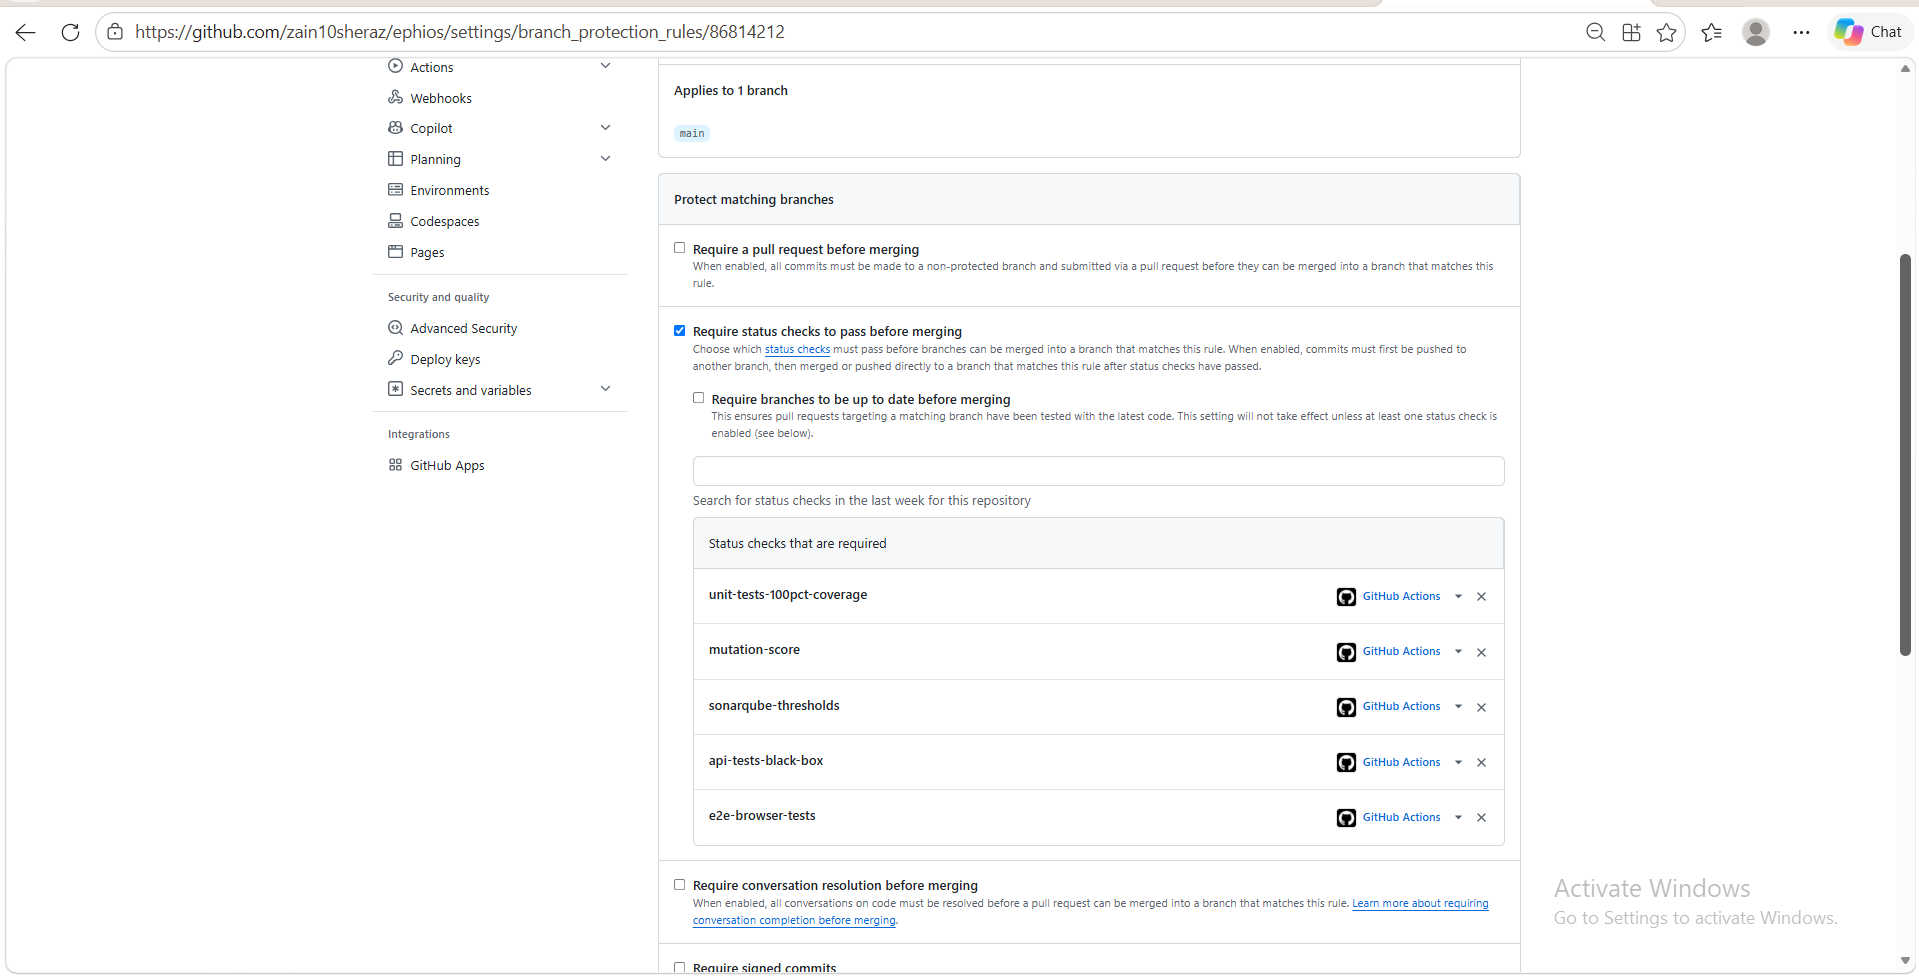 https://github.com/zain10sheraz/ephios/settings/branch_protection_rules/86814212
Chat
Actions
Webhooks
Copilot
Planning
Environments
Codespaces
Pages
Security and quality
Advanced Security
Deploy keys
Secrets and variables
Integrations
GitHub Apps
Applies to 1 branch
main
Protect matching branches
Require a pull request before merging
When enabled, all commits must be made to a non-protected branch and submitted via a pull request before they can be merged into a branch that matches this
rule.
Require status checks to pass before merging
Choose which status checks must pass before branches can be merged into a branch that matches this rule. When enabled, commits must first be pushed to
another branch, then merged or pushed directly to a branch that matches this rule after status checks have passed.
Require branches to be up to date before merging
This ensures pull requests targeting a matching branch have been tested with the latest code. This setting will not take effect unless at least one status check is
enabled (see below).
Search for status checks in the last week for this repository
Status checks that are required
unit-tests-100pct-coverage GitHub Actions
mutation-score GitHub Actions
sonarqube-thresholds GitHub Actions
api-tests-black-box GitHub Actions
e2e-browser-tests GitHub Actions
Require conversation resolution before merging
When enabled, all conversations on code must be resolved before a pull request can be merged into a branch that matches this rule. Learn more about requiring
conversation completion before merging.
Require signed commits
Activate Windows
Go to Settings to activate Windows.